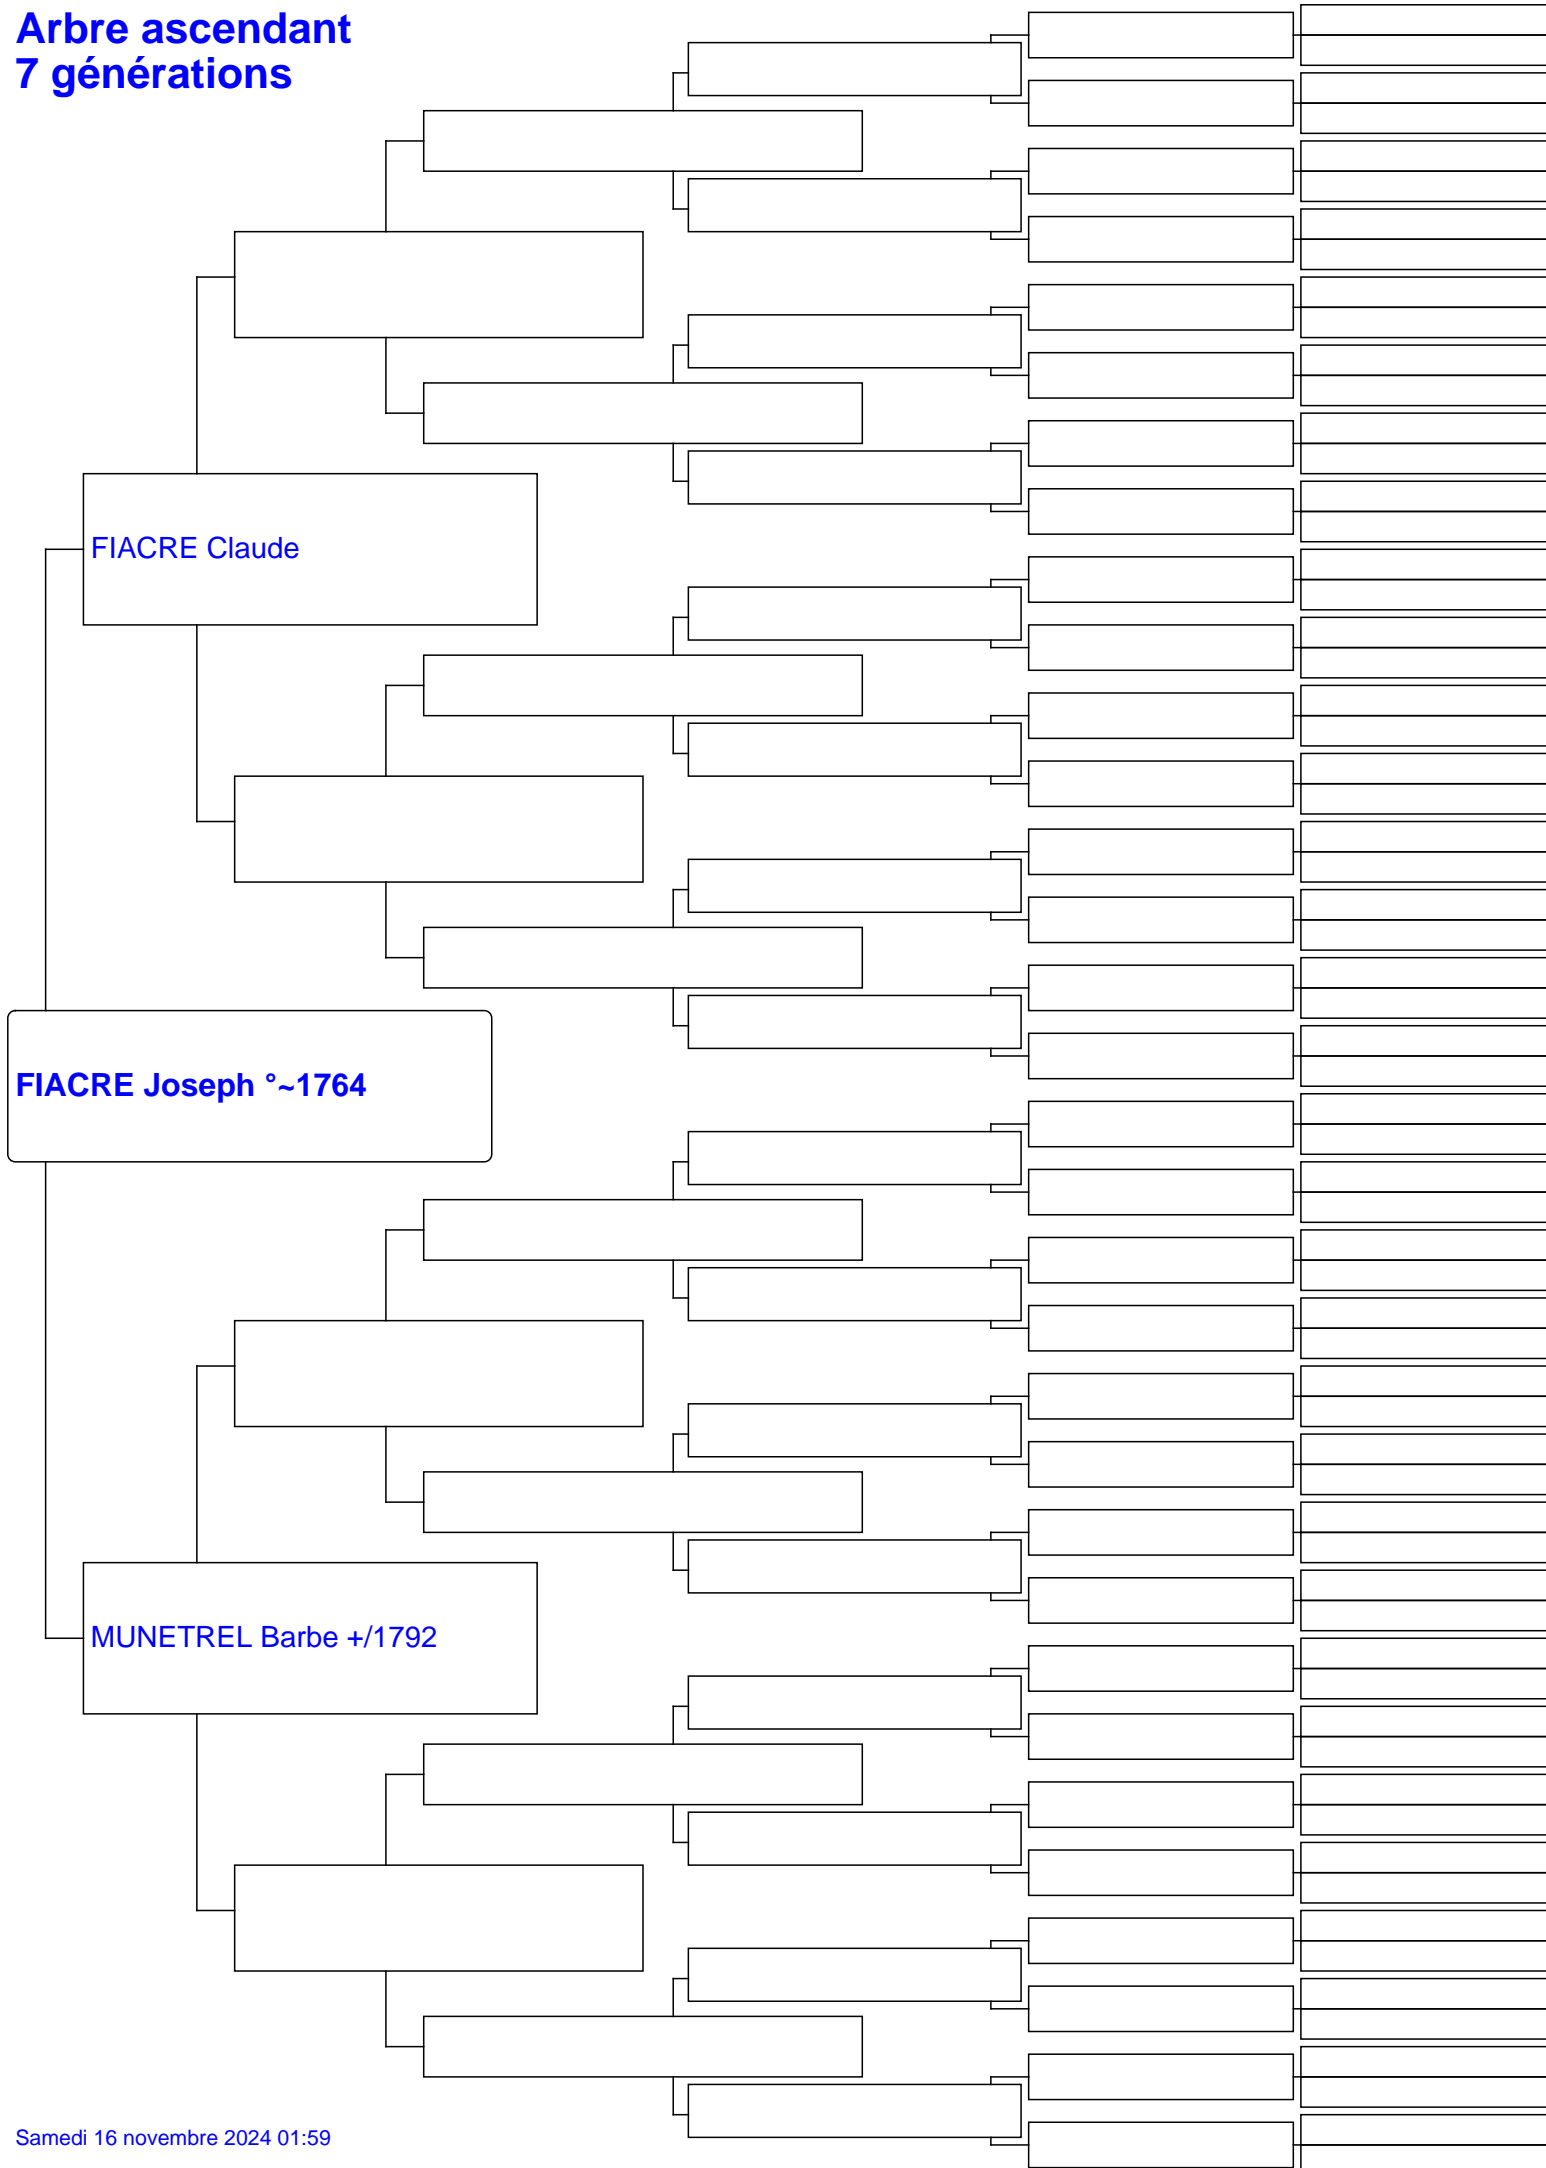 Arbre ascendant
7 générations
FIACRE Claude
FIACRE Joseph °~1764
MUNETREL Barbe +/1792
Samedi 16 novembre 2024 01:59